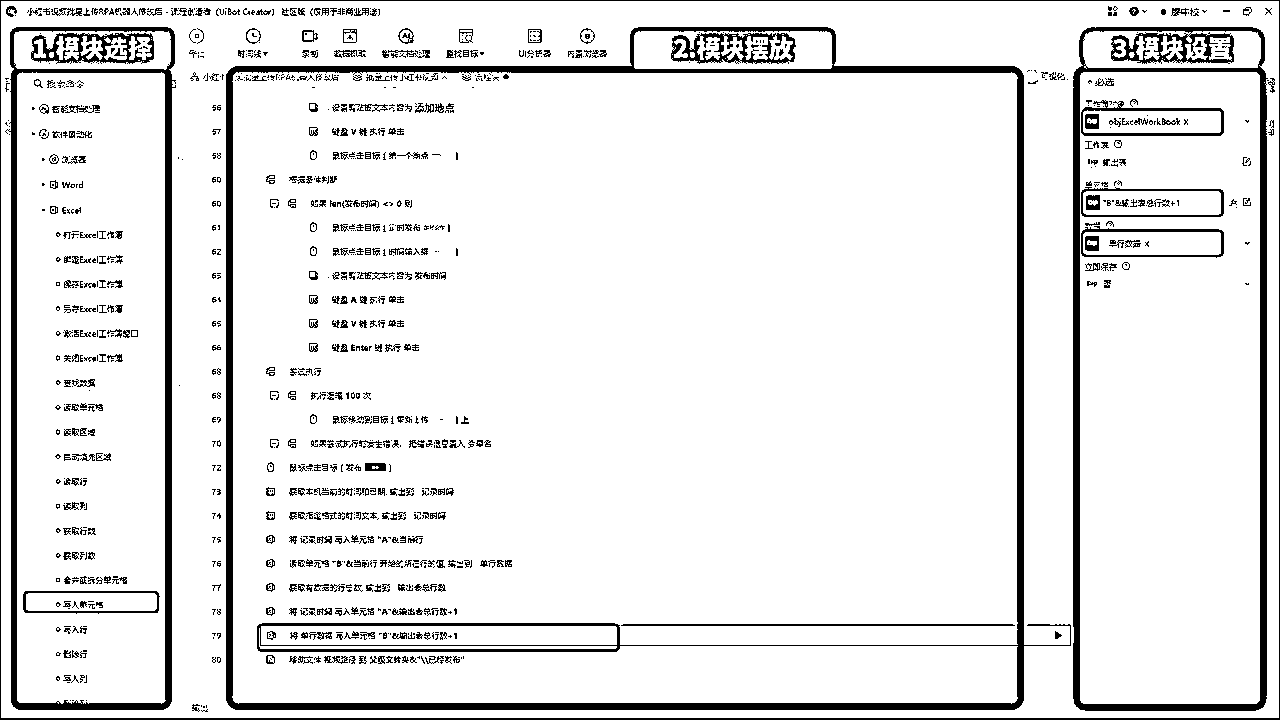 小红书视频批量上传RPA机器人修改后 - 流程创造者（UiBot Creator）社区版（仅用于非商业用途）
1.模块选择
2.模块摆放
3.模块设置
时间线
录制
数据抓取
智能文档处理
查找目标
UI分析器
内置浏览器
可视化
搜索命令
智能文档处理
软件自动化
浏览器
Word
Excel
打开Excel工作簿
绑定Excel工作簿
保存Excel工作簿
另存Excel工作簿
激活Excel工作簿窗口
关闭Excel工作簿
查找数据
读取单元格
读取区域
自动填充区域
读取行
读取列
获取行数
获取列数
合并或拆分单元格
写入单元格
写入行
删除行
写入列
56 设置剪贴板文本内容为 添加地点
57 键盘 V 键 执行 单击
58 鼠标点击目标 [ 第一个地点 ]
60 根据条件判断
60 如果 len(发布时间) <> 0 则
61 鼠标点击目标 [ 定时发布 ]
62 鼠标点击目标 [ 时间输入框 ]
63 设置剪贴板文本内容为 发布时间
64 键盘 A 键 执行 单击
65 键盘 V 键 执行 单击
66 键盘 Enter 键 执行 单击
68 尝试执行
68 执行逻辑 100 次
69 鼠标移动到目标 [ 重新上传 ] 上
70 如果尝试执行时发生错误，把错误信息置入
72 鼠标点击目标 [ 发布 ]
73 获取本机当前的时间和日期, 输出到 记录时间
74 获取指定格式的时间文本, 输出到 记录时间
75 将 记录时间 写入单元格 "A"&当前行
76 读取单元格 "B"&当前行 开始的所在行的值, 输出到 单行数据
77 获取有数据的行总数, 输出到 输出表总行数
78 将 记录时间 写入单元格 "A"&输出表总行数+1
79 将 单行数据 写入单元格 "B"&输出表总行数+1
80 移动文件 视频路径 到 父级文件夹&"\\已经发布"
输出
必选
工作簿对象
objExcelWorkBook X
工作表
输出表
单元格
"B"&输出表总行数+1
数据
单行数据 X
立即保存
否